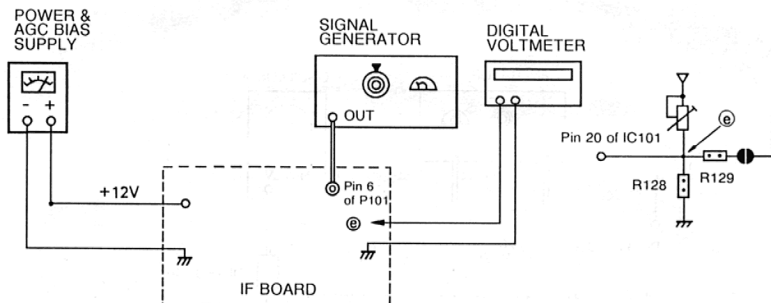 POWER &
AGC BIAS
SUPPLY
SIGNAL
GENERATOR
DIGITAL
VOLTMETER
- +
OUT
Pin 20 of IC101
e
+12V
Pin 6
of P101
R128
R129
e
IF BOARD